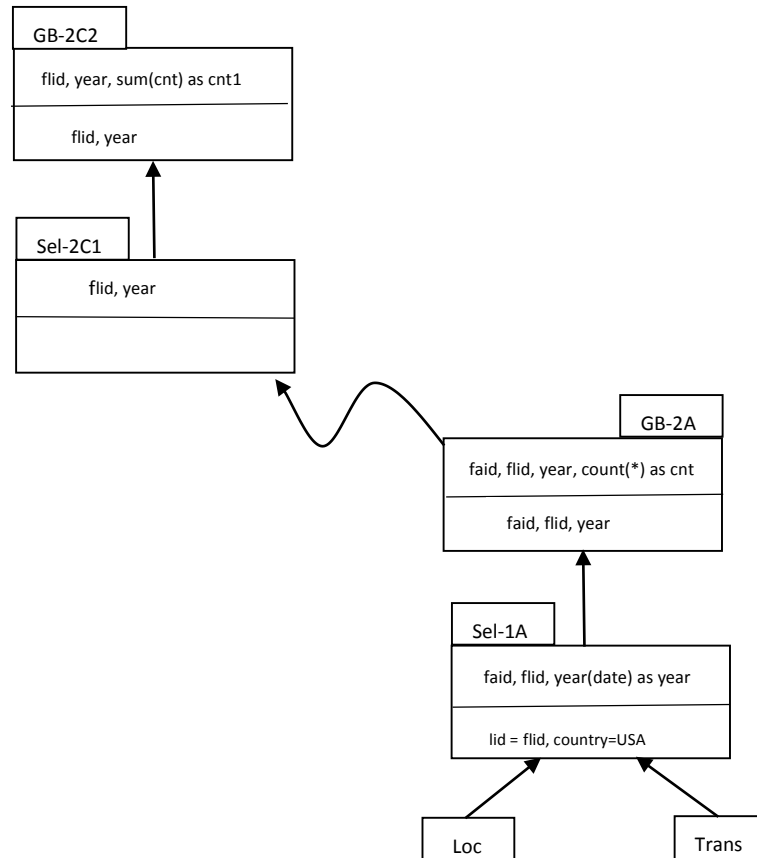 GB-2C2
flid, year, sum(cnt) as cnt1
flid, year
Sel-2C1
flid, year
GB-2A
faid, flid, year, count(*) as cnt
faid, flid, year
Sel-1A
faid, flid, year(date) as year
lid = flid, country=USA
Loc
Trans